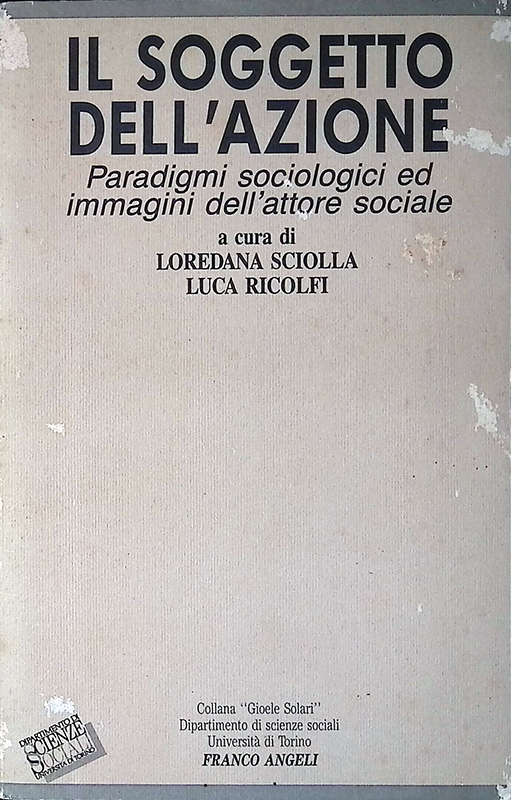 IL SOGGETTO
DELL'AZIONE
Paradigmi sociologici ed
immagini dell'attore sociale
a cura di
LOREDANA SCIOLLA
LUCA RICOLFI
Collana "Gioele Solari"
Dipartimento di scienze sociali
Università di Torino
FRANCO ANGELI
DIPARTIMENTO DI
SCIENZE
SOCIALI
UNIVERSITÀ DI TORINO